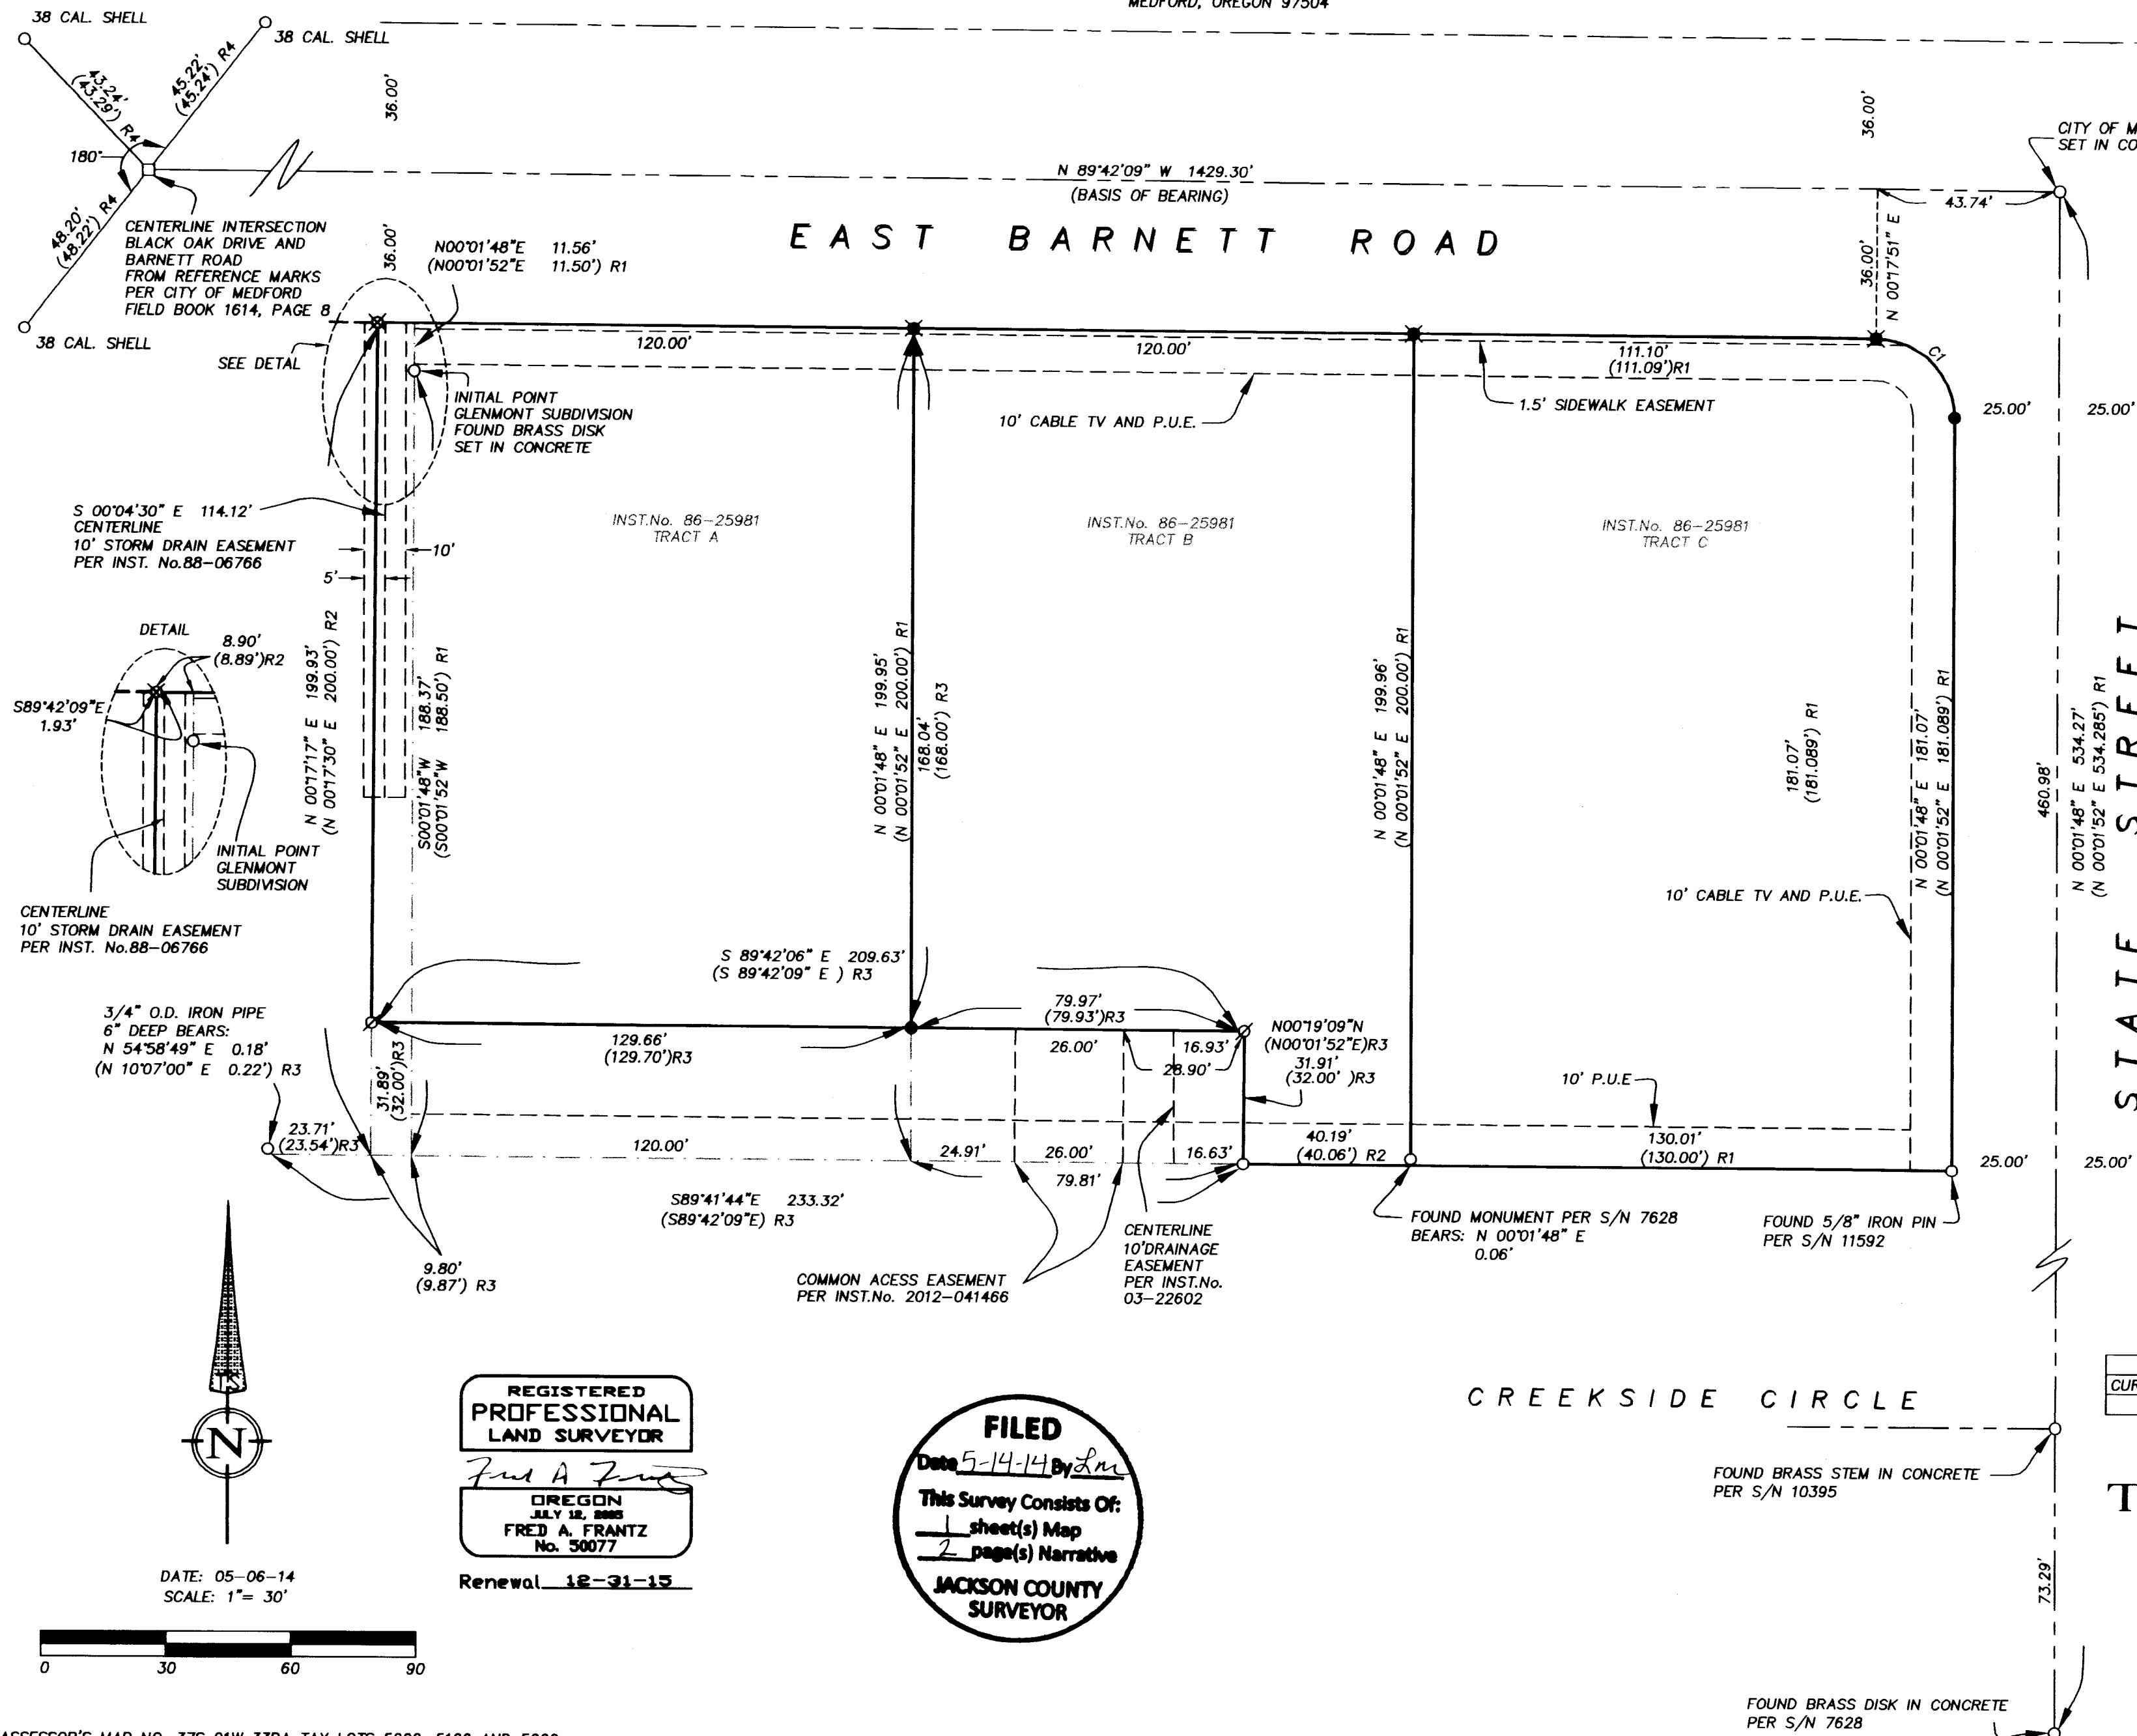 MEDFORD, OREGON 97504
38 CAL. SHELL
38 CAL. SHELL
43.24'
(43.29') R4
45.22'
(45.24') R4
180°
48.20'
(48.22') R4
38 CAL. SHELL
CENTERLINE INTERSECTION
BLACK OAK DRIVE AND
BARNETT ROAD
FROM REFERENCE MARKS
PER CITY OF MEDFORD
FIELD BOOK 1614, PAGE 8
36.00'
36.00'
36.00'
N 89°42'09" W 1429.30'
(BASIS OF BEARING)
EAST BARNETT ROAD
43.74'
36.00'
N 00°17'51" E
CITY OF
SET IN
N00°01'48"E 11.56'
(N00°01'52"E 11.50') R1
SEE DETAL
120.00'
120.00'
111.10'
(111.09')R1
C1
INITIAL POINT
GLENMONT SUBDIVISION
FOUND BRASS DISK
SET IN CONCRETE
10' CABLE TV AND P.U.E.
1.5' SIDEWALK EASEMENT
25.00'
25.00'
S 00°04'30" E 114.12'
CENTERLINE
10' STORM DRAIN EASEMENT
PER INST. No.88-06766
10'
5'
INST.No. 86-25981
TRACT A
INST.No. 86-25981
TRACT B
INST.No. 86-25981
TRACT C
DETAIL
8.90'
(8.89')R2
S89°42'09"E
1.93'
INITIAL POINT
GLENMONT
SUBDIVISION
CENTERLINE
10' STORM DRAIN EASEMENT
PER INST. No.88-06766
N 00°17'17" E 199.93'
(N 00°17'30" E 200.00') R2
S00°01'48"W 188.37'
(S00°01'52"W 188.50') R1
N 00°01'48" E 199.95'
(N 00°01'52" E 200.00') R1
168.04'
(168.00') R3
N 00°01'48" E 199.96'
(N 00°01'52" E 200.00') R1
181.07'
(181.089') R1
N 00°01'48" E 181.07'
(N 00°01'52" E 181.089') R1
460.98'
N 00°01'48" E 534.27'
(N 00°01'52" E 534.285') R1
STATE STREET
10' CABLE TV AND P.U.E.
S 89°42'06" E 209.63'
(S 89°42'09" E ) R3
3/4" O.D. IRON PIPE
6" DEEP BEARS:
N 54°58'49" E 0.18'
(N 10°07'00" E 0.22') R3
129.66'
(129.70')R3
79.97'
(79.93')R3
26.00'
16.93'
28.90'
N00°19'09"N
(N00°01'52"E)R3
31.91'
(32.00' )R3
31.89'
(32.00')R3
10' P.U.E
23.71'
(23.54')R3
120.00'
24.91'
26.00'
16.63'
79.81'
40.19'
(40.06') R2
130.01'
(130.00') R1
25.00'
25.00'
S89°41'44"E 233.32'
(S89°42'09"E) R3
9.80'
(9.87') R3
COMMON ACESS EASEMENT
PER INST.No. 2012-041466
CENTERLINE
10'DRAINAGE
EASEMENT
PER INST.No.
03-22602
FOUND MONUMENT PER S/N 7628
BEARS: N 00°01'48" E
0.06'
FOUND 5/8" IRON PIN
PER S/N 11592
CREEKSIDE CIRCLE
FOUND BRASS STEM IN CONCRETE
PER S/N 10395
73.29'
FOUND BRASS DISK IN CONCRETE
PER S/N 7628
N
DATE: 05-06-14
SCALE: 1"= 30'
0 30 60 90
REGISTERED
PROFESSIONAL
LAND SURVEYOR
Fred A Frantz
OREGON
JULY 12, 2005
FRED A. FRANTZ
No. 50077
Renewal 12-31-15
FILED
Date 5-14-14 By Lm
This Survey Consists Of:
1 sheet(s) Map
2 page(s) Narrative
JACKSON COUNTY
SURVEYOR